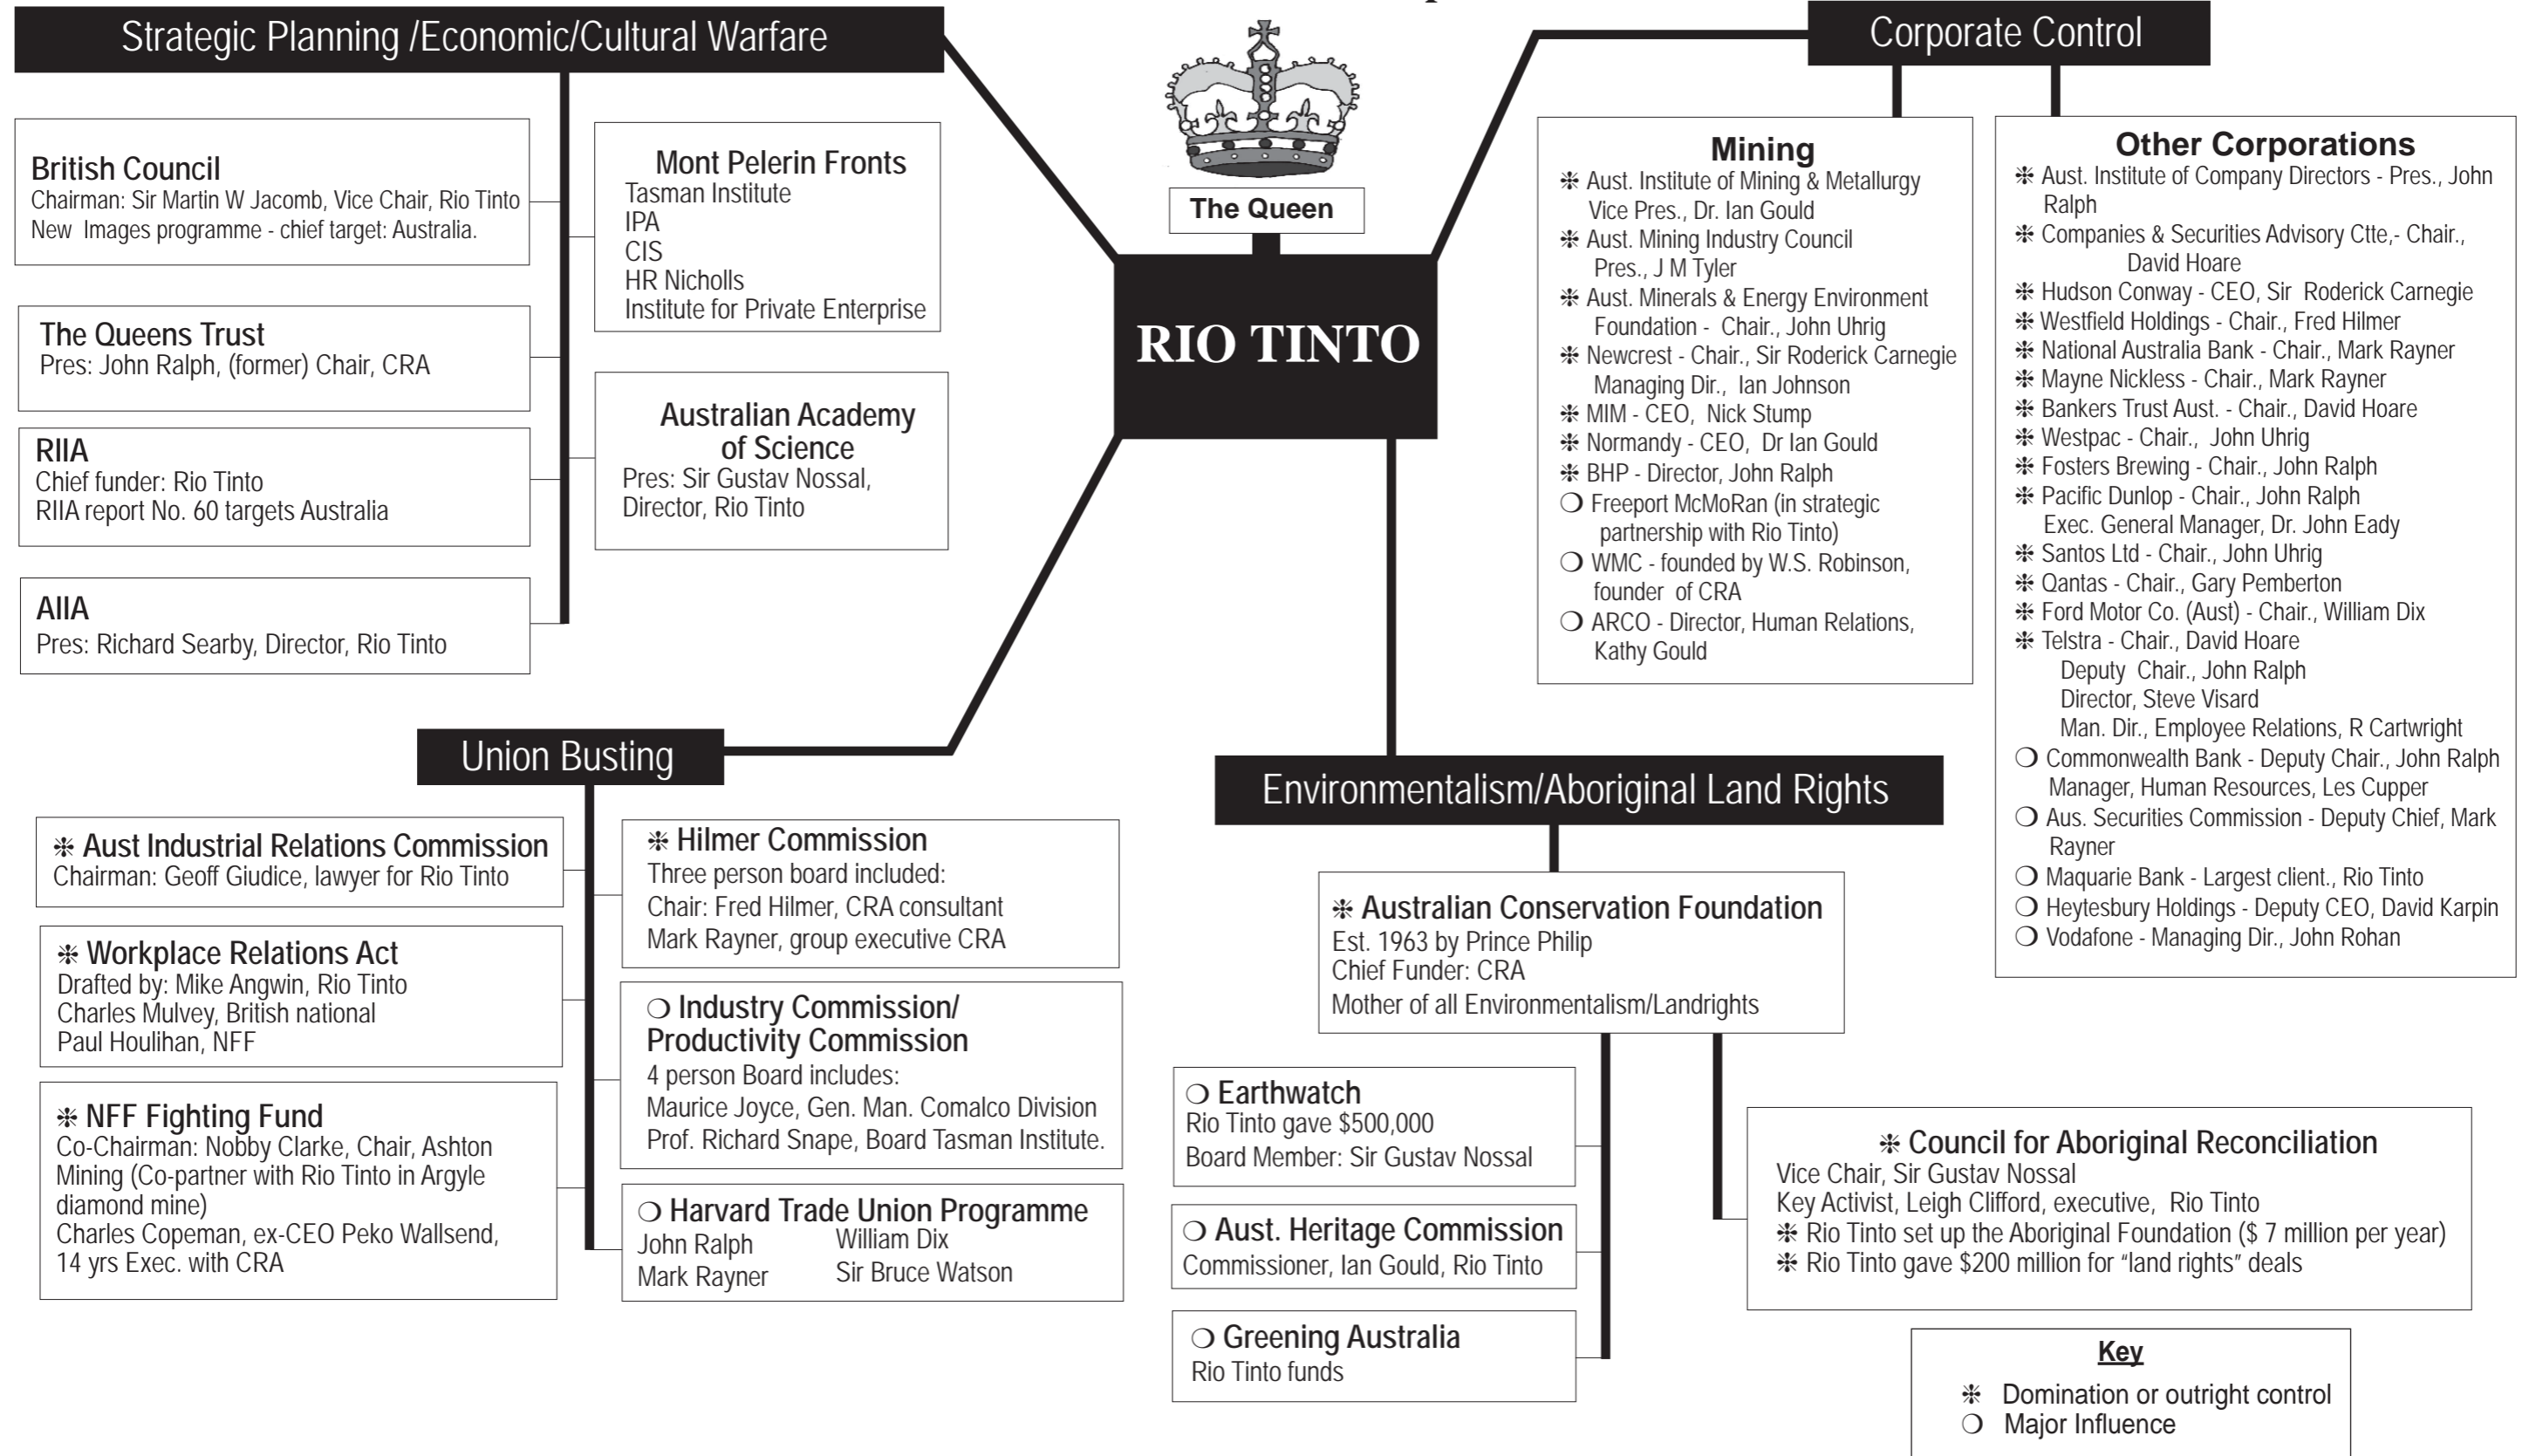 Strategic Planning /Economic/Cultural Warfare
British Council
Chairman: Sir Martin W Jacomb, Vice Chair, Rio Tinto
New Images programme - chief target: Australia.
The Queens Trust
Pres: John Ralph, (former) Chair, CRA
RIIA
Chief funder: Rio Tinto
RIIA report No. 60 targets Australia
AIIA
Pres: Richard Searby, Director, Rio Tinto
Mont Pelerin Fronts
Tasman Institute
IPA
CIS
HR Nicholls
Institute for Private Enterprise
Australian Academy
of Science
Pres: Sir Gustav Nossal,
Director, Rio Tinto
The Queen
RIO TINTO
Corporate Control
Mining
❉ Aust. Institute of Mining & Metallurgy
Vice Pres., Dr. Ian Gould
❉ Aust. Mining Industry Council
Pres., J M Tyler
❉ Aust. Minerals & Energy Environment
Foundation - Chair., John Uhrig
❉ Newcrest - Chair., Sir Roderick Carnegie
Managing Dir., Ian Johnson
❉ MIM - CEO, Nick Stump
❉ Normandy - CEO, Dr Ian Gould
❉ BHP - Director, John Ralph
❍ Freeport McMoRan (in strategic
partnership with Rio Tinto)
❍ WMC - founded by W.S. Robinson,
founder of CRA
❍ ARCO - Director, Human Relations,
Kathy Gould
Other Corporations
❉ Aust. Institute of Company Directors - Pres., John
Ralph
❉ Companies & Securities Advisory Ctte,- Chair.,
David Hoare
❉ Hudson Conway - CEO, Sir Roderick Carnegie
❉ Westfield Holdings - Chair., Fred Hilmer
❉ National Australia Bank - Chair., Mark Rayner
❉ Mayne Nickless - Chair., Mark Rayner
❉ Bankers Trust Aust. - Chair., David Hoare
❉ Westpac - Chair., John Uhrig
❉ Fosters Brewing - Chair., John Ralph
❉ Pacific Dunlop - Chair., John Ralph
Exec. General Manager, Dr. John Eady
❉ Santos Ltd - Chair., John Uhrig
❉ Qantas - Chair., Gary Pemberton
❉ Ford Motor Co. (Aust) - Chair., William Dix
❉ Telstra - Chair., David Hoare
Deputy Chair., John Ralph
Director, Steve Visard
Man. Dir., Employee Relations, R Cartwright
❍ Commonwealth Bank - Deputy Chair., John Ralph
Manager, Human Resources, Les Cupper
❍ Aus. Securities Commission - Deputy Chief, Mark
Rayner
❍ Maquarie Bank - Largest client., Rio Tinto
❍ Heytesbury Holdings - Deputy CEO, David Karpin
❍ Vodafone - Managing Dir., John Rohan
Union Busting
❉ Aust Industrial Relations Commission
Chairman: Geoff Giudice, lawyer for Rio Tinto
❉ Workplace Relations Act
Drafted by: Mike Angwin, Rio Tinto
Charles Mulvey, British national
Paul Houlihan, NFF
❉ NFF Fighting Fund
Co-Chairman: Nobby Clarke, Chair, Ashton
Mining (Co-partner with Rio Tinto in Argyle
diamond mine)
Charles Copeman, ex-CEO Peko Wallsend,
14 yrs Exec. with CRA
❉ Hilmer Commission
Three person board included:
Chair: Fred Hilmer, CRA consultant
Mark Rayner, group executive CRA
❍ Industry Commission/
Productivity Commission
4 person Board includes:
Maurice Joyce, Gen. Man. Comalco Division
Prof. Richard Snape, Board Tasman Institute.
❍ Harvard Trade Union Programme
John Ralph William Dix
Mark Rayner Sir Bruce Watson
Environmentalism/Aboriginal Land Rights
❉ Australian Conservation Foundation
Est. 1963 by Prince Philip
Chief Funder: CRA
Mother of all Environmentalism/Landrights
❍ Earthwatch
Rio Tinto gave $500,000
Board Member: Sir Gustav Nossal
❍ Aust. Heritage Commission
Commissioner, Ian Gould, Rio Tinto
❍ Greening Australia
Rio Tinto funds
❉ Council for Aboriginal Reconciliation
Vice Chair, Sir Gustav Nossal
Key Activist, Leigh Clifford, executive, Rio Tinto
❉ Rio Tinto set up the Aboriginal Foundation ($ 7 million per year)
❉ Rio Tinto gave $200 million for “land rights” deals
Key
❉ Domination or outright control
❍ Major Influence